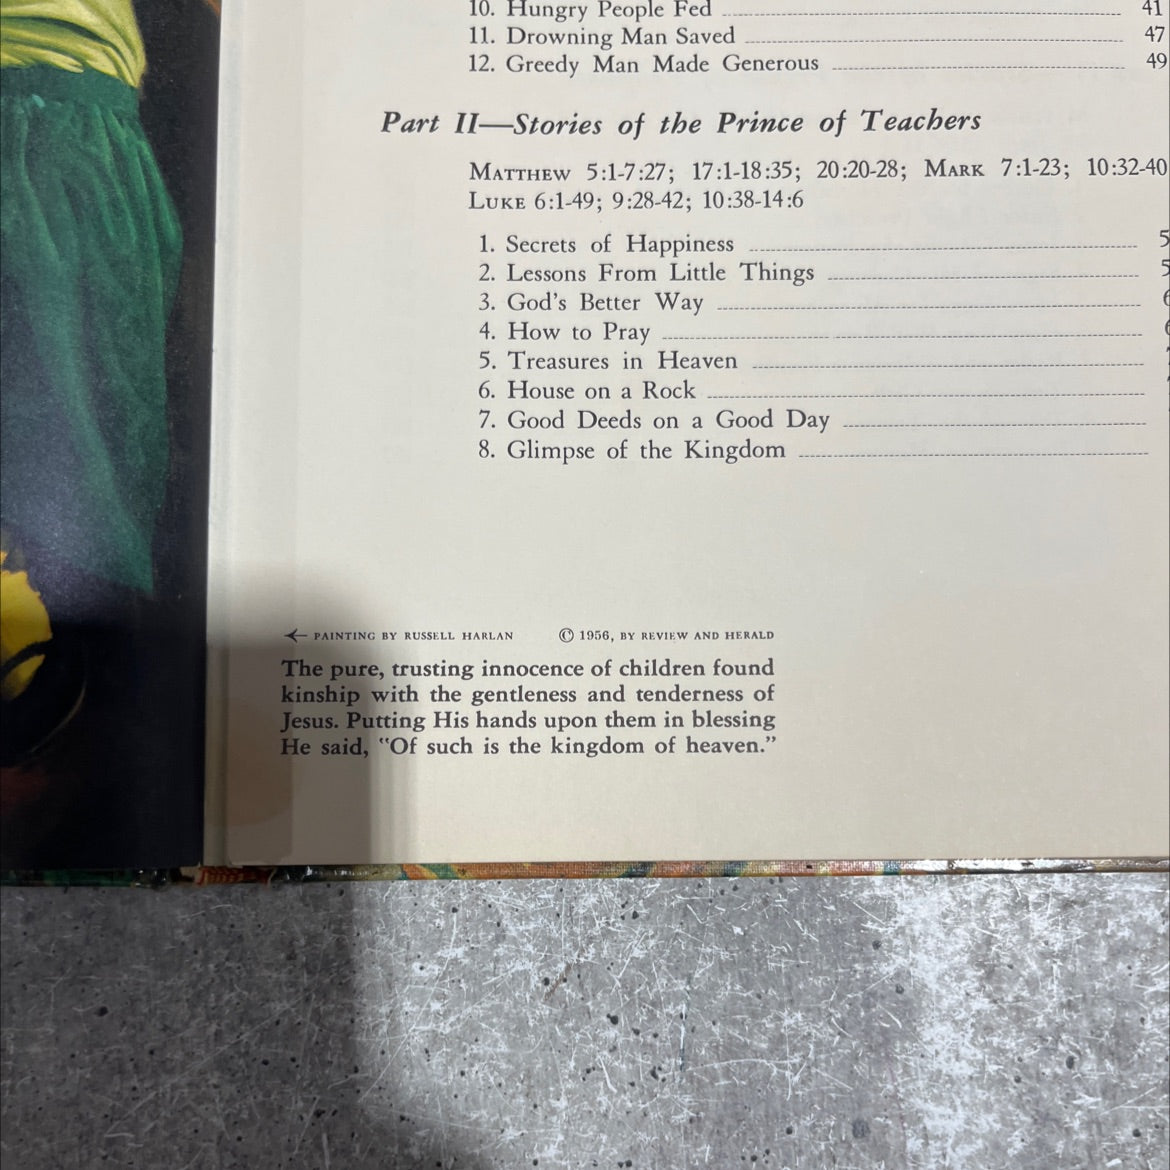 10. Hungry People Fed 41
11. Drowning Man Saved 47
12. Greedy Man Made Generous 49
Part II—Stories of the Prince of Teachers
MATTHEW 5:1-7:27; 17:1-18:35; 20:20-28; MARK 7:1-23; 10:32-40
LUKE 6:1-49; 9:28-42; 10:38-14:6
1. Secrets of Happiness 5
2. Lessons From Little Things 5
3. God's Better Way
4. How to Pray
5. Treasures in Heaven
6. House on a Rock
7. Good Deeds on a Good Day
8. Glimpse of the Kingdom
← PAINTING BY RUSSELL HARLAN © 1956, BY REVIEW AND HERALD
The pure, trusting innocence of children found
kinship with the gentleness and tenderness of
Jesus. Putting His hands upon them in blessing
He said, “Of such is the kingdom of heaven.”